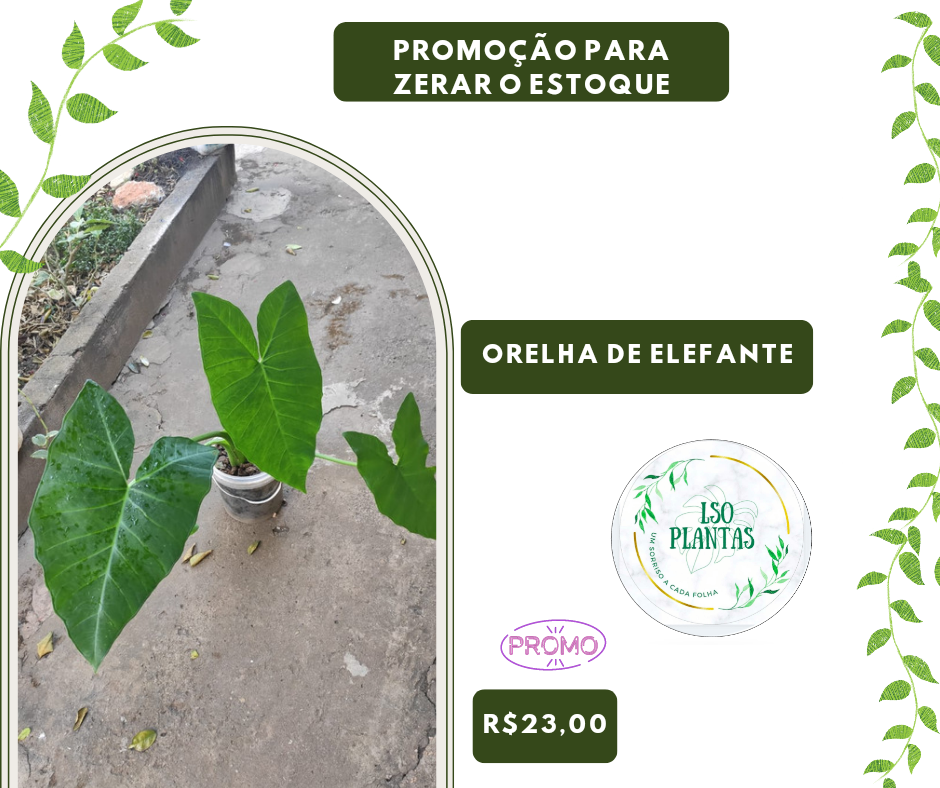 PROMOÇÃO PARA
ZERAR O ESTOQUE
ORELHA DE ELEFANTE
LSO
PLANTAS
UM SORRISO A CADA FOLHA
PROMO
R$23,00